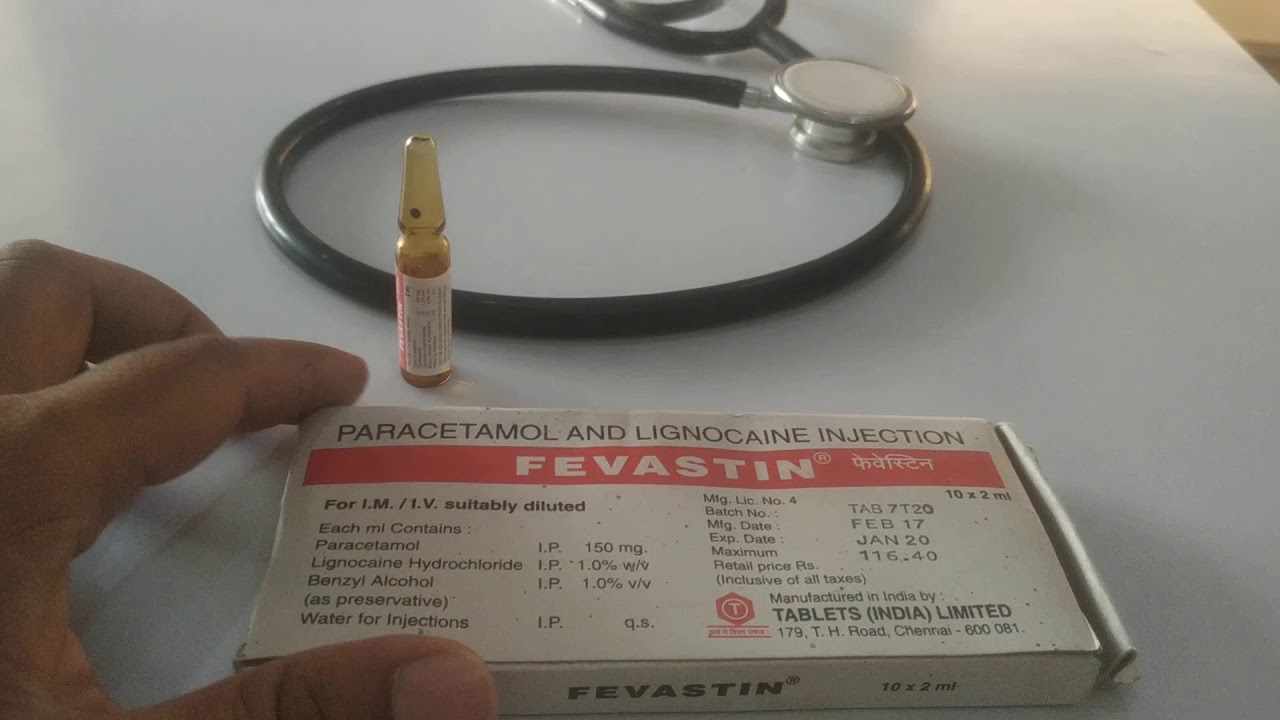 FEVASTIN
PARACETAMOL AND LIGNOCAINE INJECTION
FEVASTIN® फेवेस्टिन
10 x 2 ml
For I.M. / I.V. suitably diluted
Each ml Contains :
Paracetamol I.P. 150 mg.
Lignocaine Hydrochloride I.P. 1.0% w/v
Benzyl Alcohol I.P. 1.0% v/v
(as preservative)
Water for Injections I.P. q.s.
Mfg. Lic. No. 4
Batch No. : TAB 7T20
Mfg. Date : FEB 17
Exp. Date : JAN 20
Maximum 116.40
Retail price Rs.
(Inclusive of all taxes)
Manufactured in India by :
TABLETS (INDIA) LIMITED
179, T. H. Road, Chennai - 600 081.
T
FEVASTIN® 10 x 2 ml